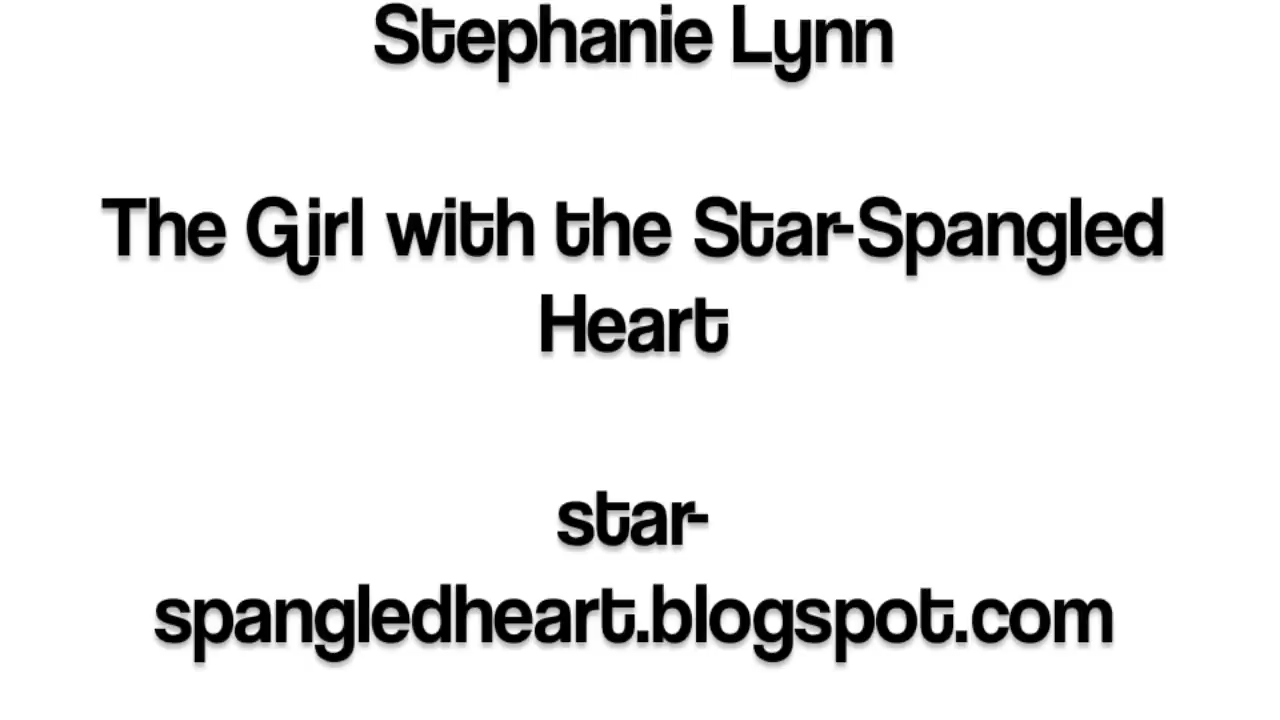 Stephanie Lynn
The Girl with the Star-Spangled
Heart
star-
spangledheart.blogspot.com